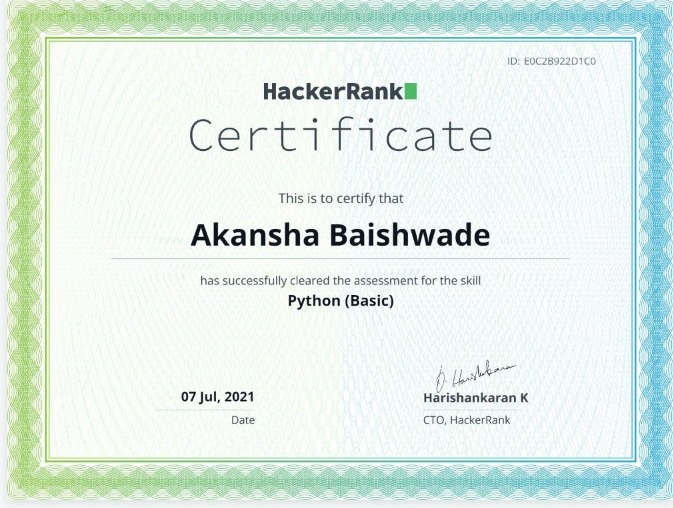 ID: E0C2B922D1C0
HackerRank
Certificate
This is to certify that
Akansha Baishwade
has successfully cleared the assessment for the skill
Python (Basic)
07 Jul, 2021
Date
Harishankaran K
CTO, HackerRank